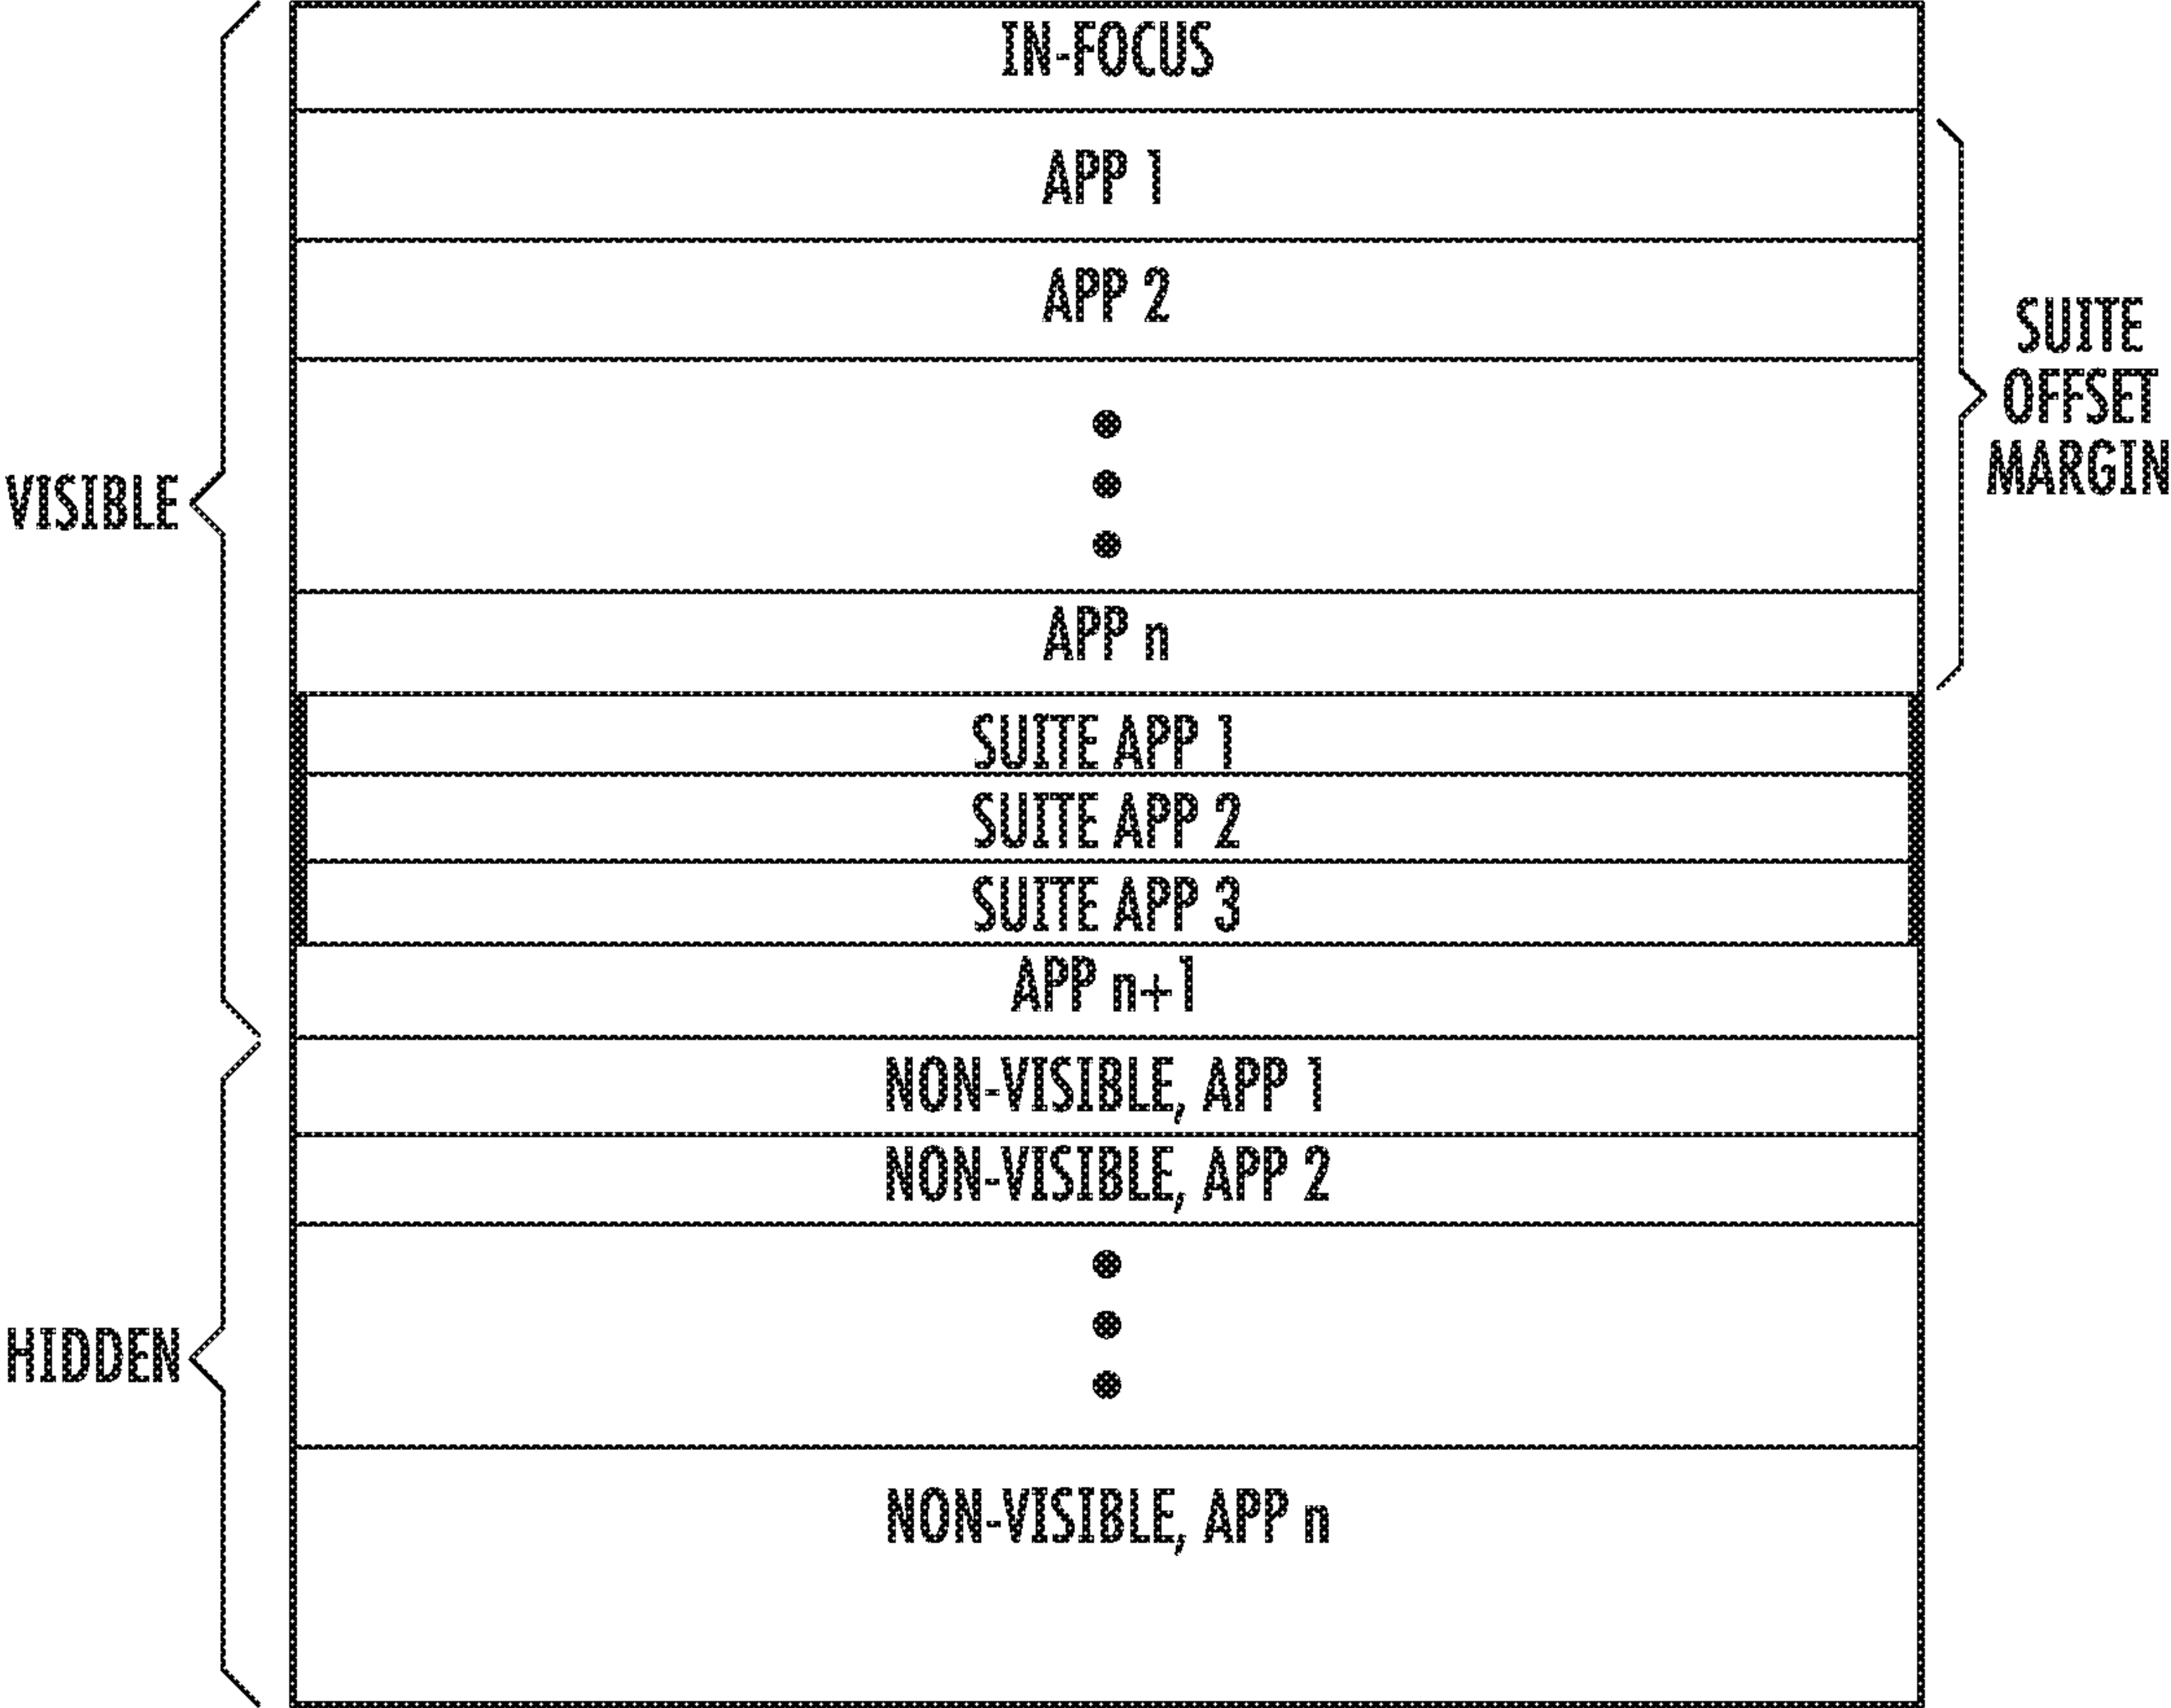 IN-FOCUS
APP 1
APP 2
SUITE
OFFSET
MARGIN
VISIBLE
APP n
SUITE APP 1
SUITE APP 2
SUITE APP 3
APP n+1
NON-VISIBLE, APP 1
NON-VISIBLE, APP 2
HIDDEN
NON-VISIBLE, APP n